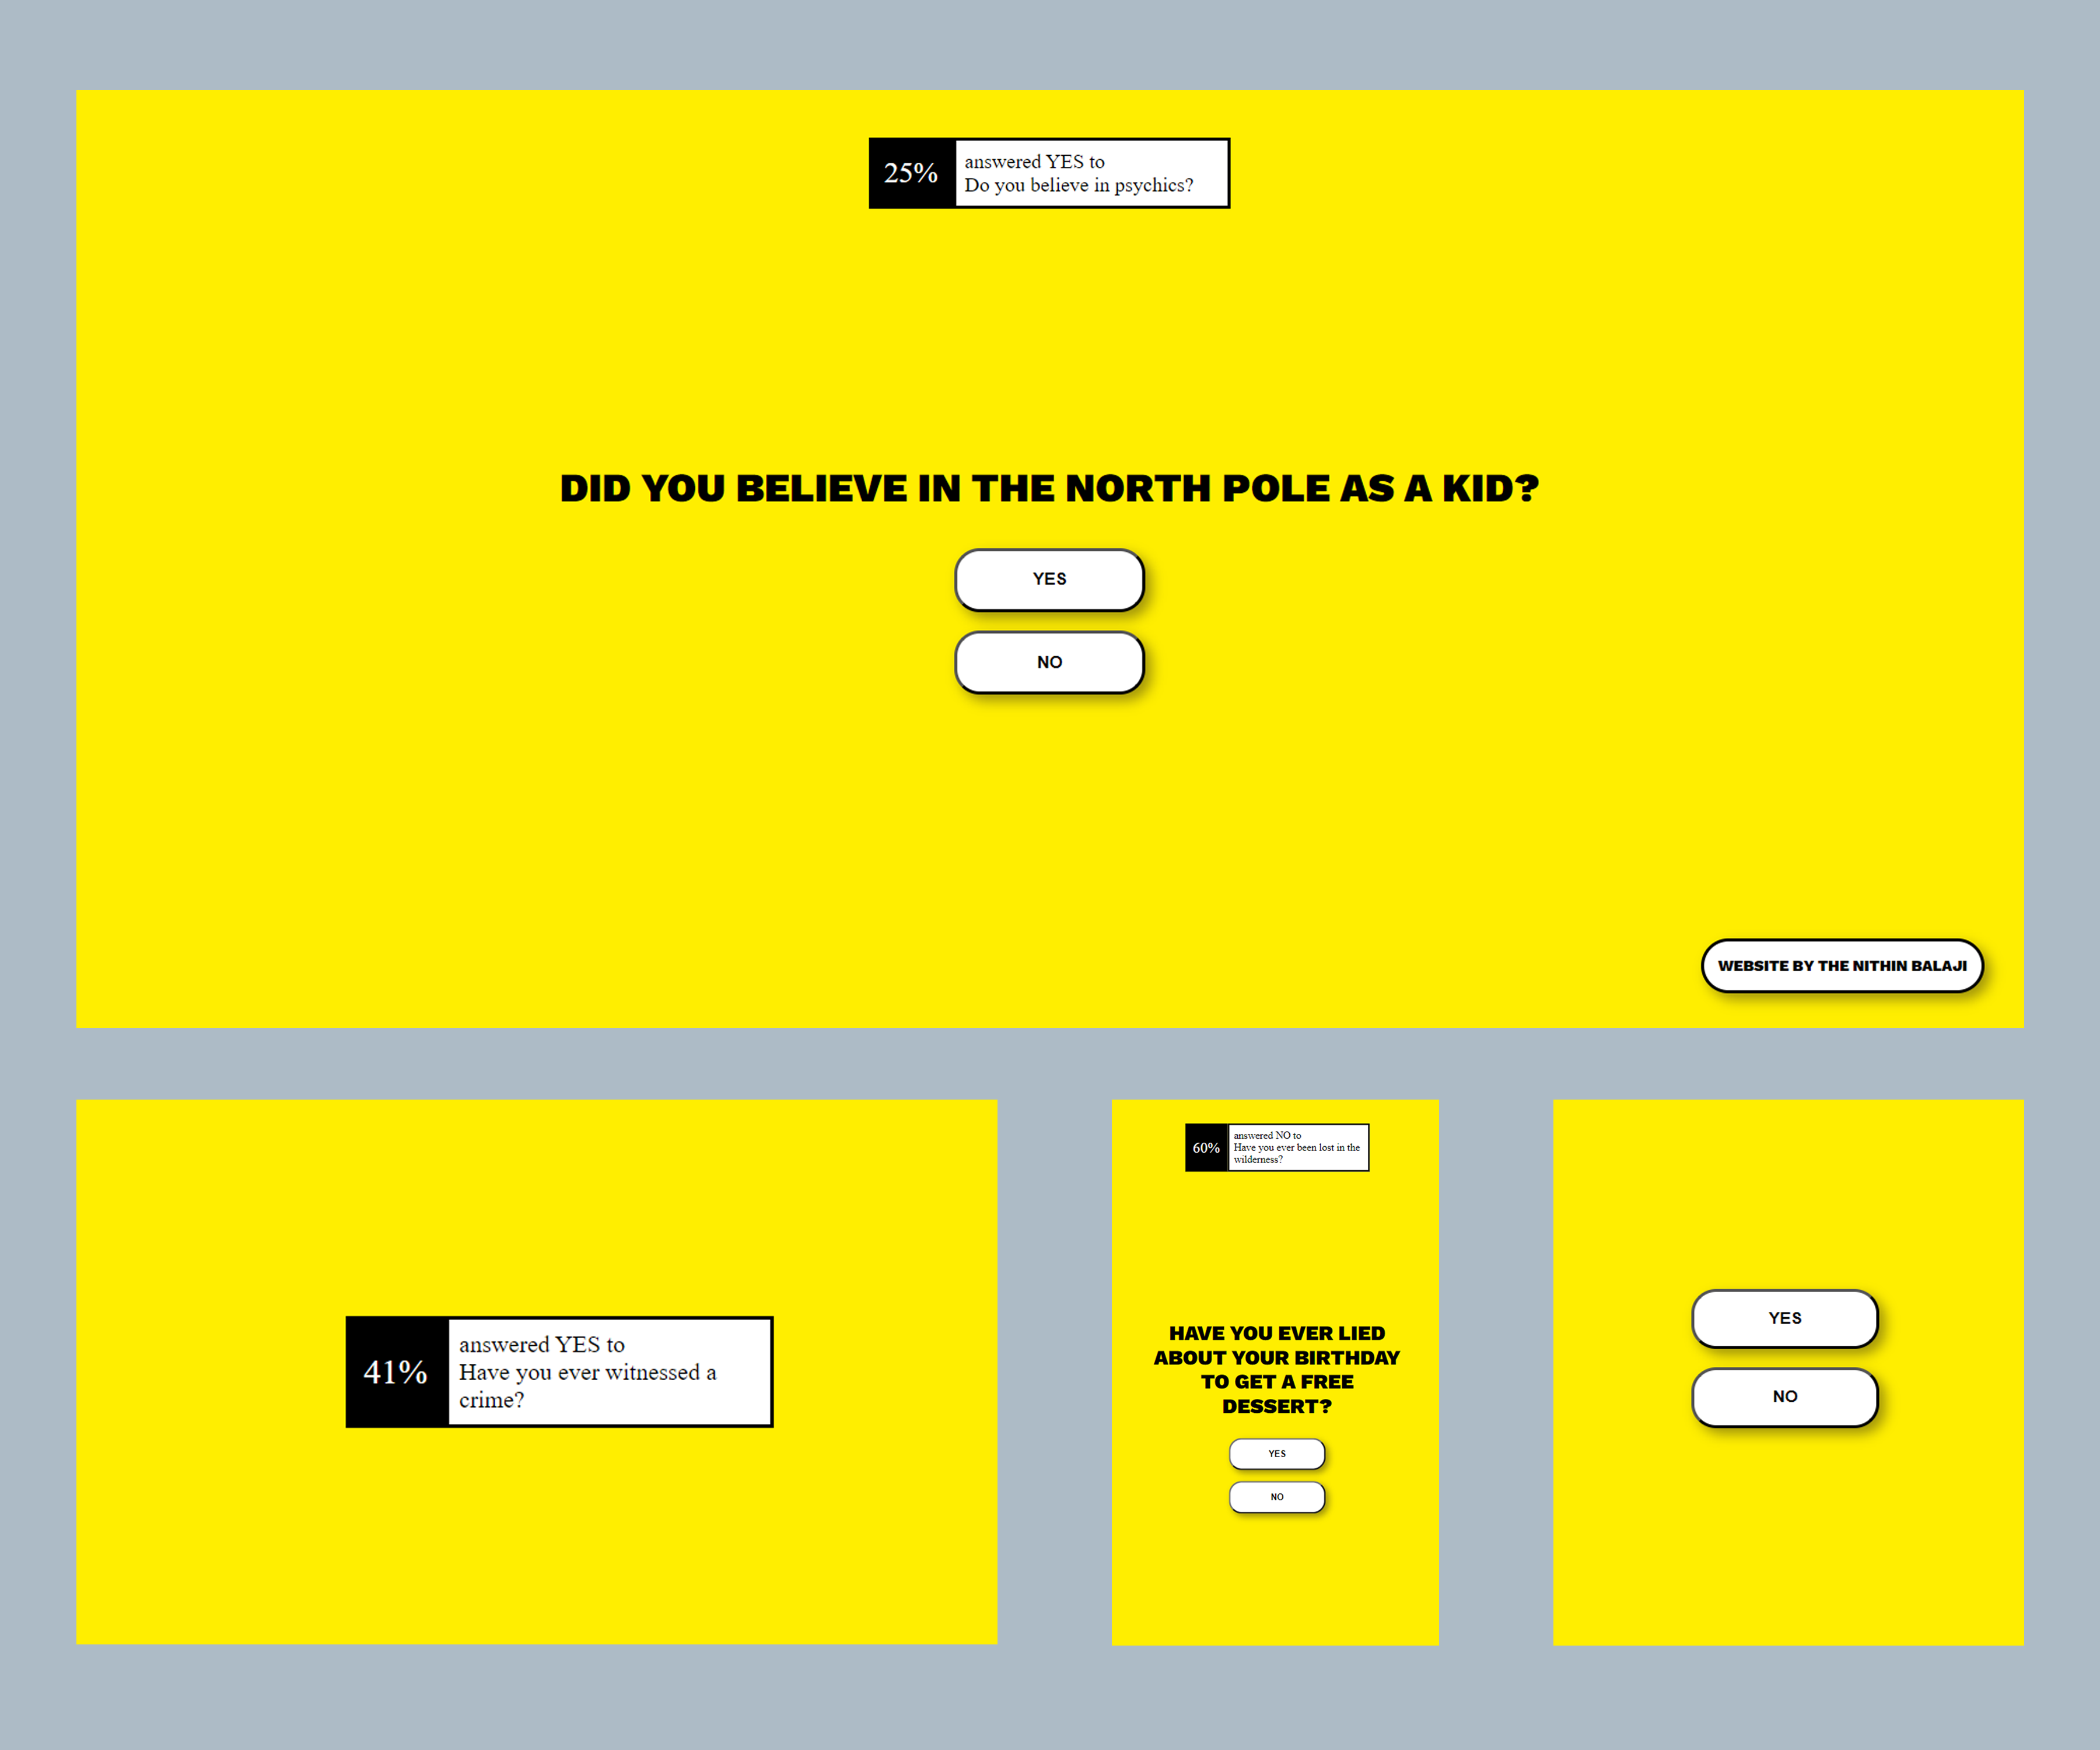 25%
answered YES to
Do you believe in psychics?
DID YOU BELIEVE IN THE NORTH POLE AS A KID?
YES
NO
WEBSITE BY THE NITHIN BALAJI
41%
answered YES to
Have you ever witnessed a
crime?
60%
answered NO to
Have you ever been lost in the
wilderness?
HAVE YOU EVER LIED
ABOUT YOUR BIRTHDAY
TO GET A FREE
DESSERT?
YES
NO
YES
NO